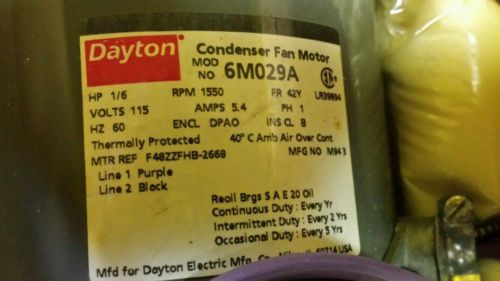 Dayton
Condenser Fan Motor
MOD NO 6M029A
LR39894
HP 1/6 RPM 1550 FR 42Y
VOLTS 115 AMPS 5.4 PH 1
HZ 60 ENCL DPAO INS CL B
Thermally Protected 40°C Amb Air Over Cont
MTR REF F48ZZFHB-2668 MFG NO M943
Line 1 Purple
Line 2 Black
Reoil Brgs S A E 20 Oil
Continuous Duty : Every Yr
Intermittent Duty : Every 2 Yrs
Occasional Duty : Every 5 Yrs
Mfd for Dayton Electric Mfg. Co. 60714 USA